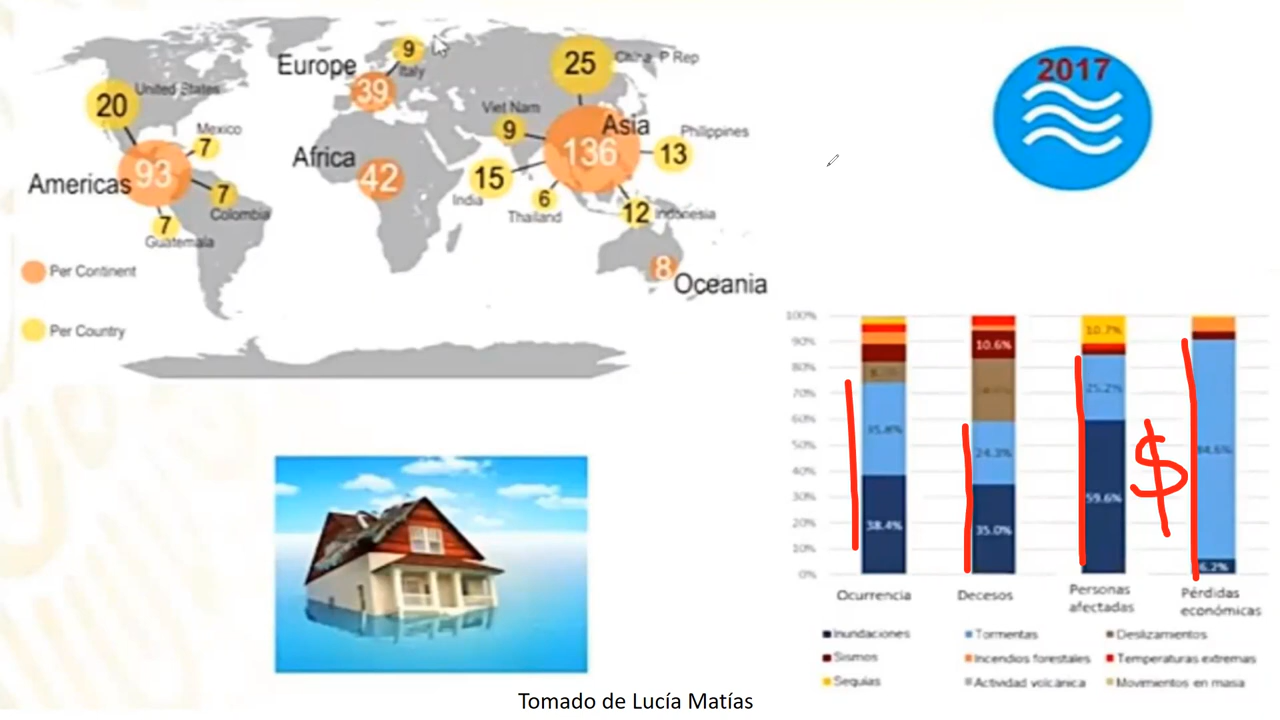 9
Europe
Italy
39
25
China P Rep
20
United States
Viet Nam
9
Asia
136
Philippines
13
Mexico
7
Africa
42
Americas
93
7
Colombia
15
India
6
Thailand
12
Indonesia
7
Guatemala
8
Oceania
Per Continent
Per Country
2017
100%
90%
80%
70%
60%
50%
40%
30%
20%
10%
0%
35.8%
38.4%
10.6%
24.3%
35.0%
10.7%
25.2%
59.6%
$
84.6%
6.2%
Ocurrencia
Decesos
Personas
afectadas
Pérdidas
económicas
Inundaciones
Tormentas
Deslizamientos
Sismos
Incendios forestales
Temperaturas extremas
Sequias
Actividad volcánica
Movimientos en masa
Tomado de Lucía Matías